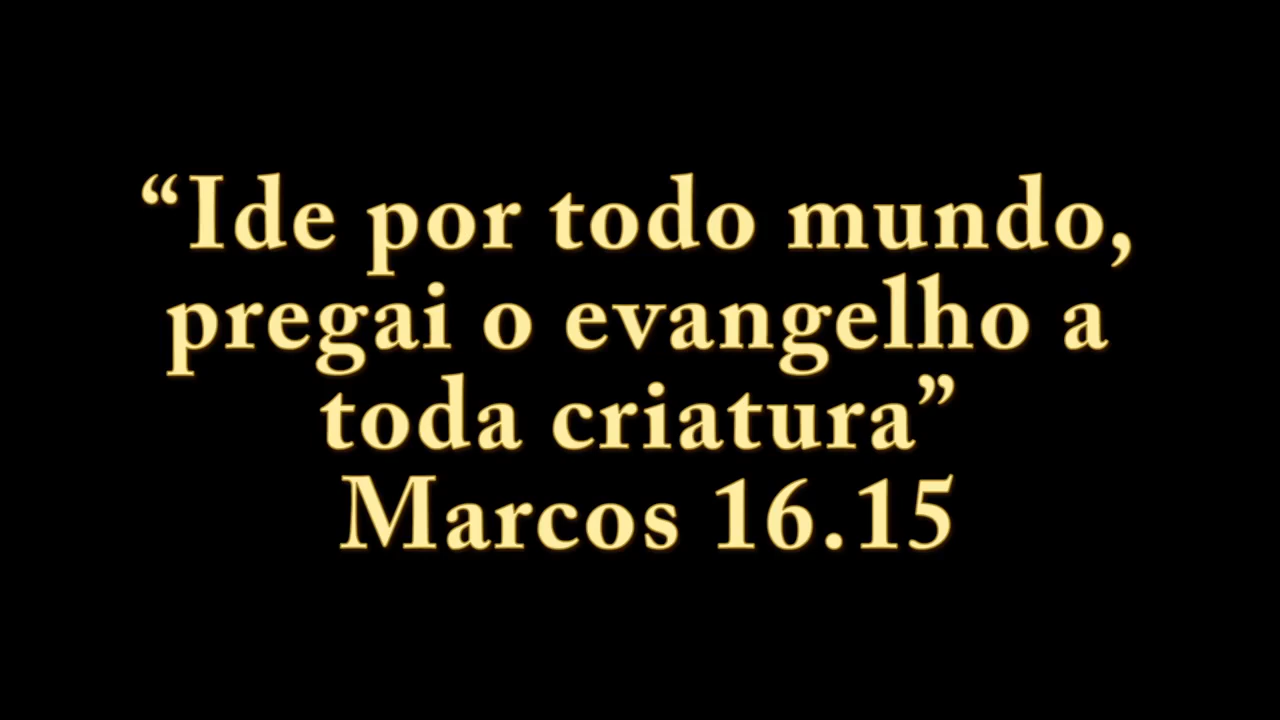 “Ide por todo mundo,
pregai o evangelho a
toda criatura”
Marcos 16.15